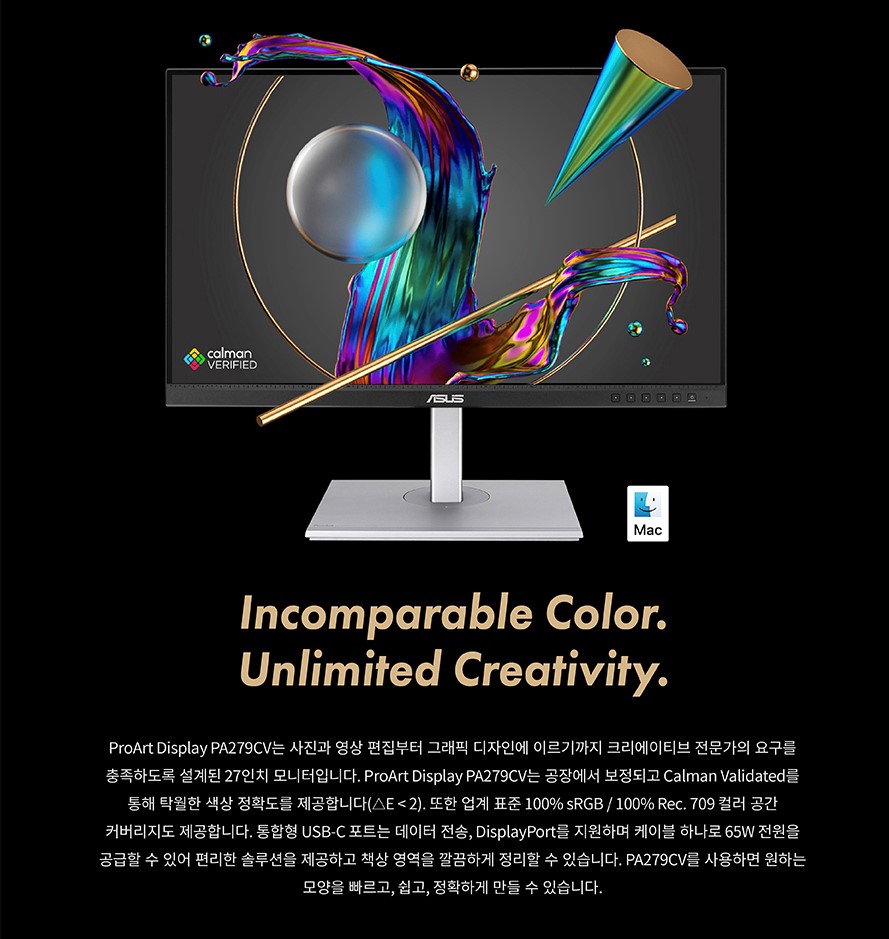 calman
VERIFIED
ASUS
Mac
Incomparable Color.
Unlimited Creativity.
ProArt Display PA279CV는 사진과 영상 편집부터 그래픽 디자인에 이르기까지 크리에이티브 전문가의 요구를
충족하도록 설계된 27인치 모니터입니다. ProArt Display PA279CV는 공장에서 보정되고 Calman Validated를
통해 탁월한 색상 정확도를 제공합니다(△E < 2). 또한 업계 표준 100% sRGB / 100% Rec. 709 컬러 공간
커버리지도 제공합니다. 통합형 USB-C 포트는 데이터 전송, DisplayPort를 지원하며 케이블 하나로 65W 전원을
공급할 수 있어 편리한 솔루션을 제공하고 책상 영역을 깔끔하게 정리할 수 있습니다. PA279CV를 사용하면 원하는
모양을 빠르고, 쉽고, 정확하게 만들 수 있습니다.